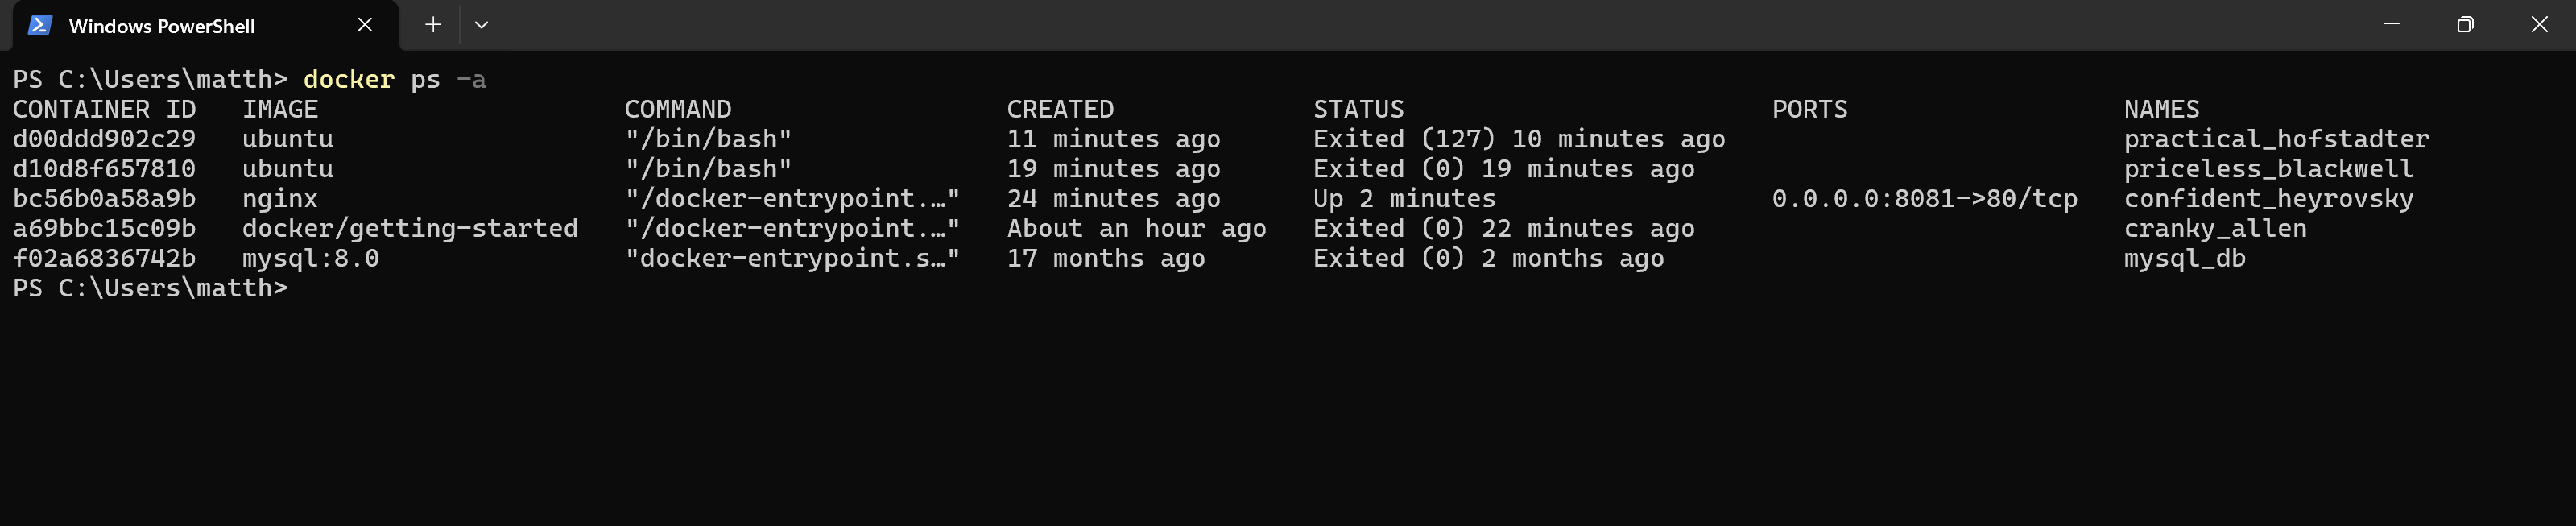 Windows PowerShell
PS C:\Users\matth> docker ps -a
CONTAINER ID   IMAGE                    COMMAND                  CREATED             STATUS                        PORTS                  NAMES
d00ddd902c29   ubuntu                   "/bin/bash"              11 minutes ago      Exited (127) 10 minutes ago                          practical_hofstadter
d10d8f657810   ubuntu                   "/bin/bash"              19 minutes ago      Exited (0) 19 minutes ago                            priceless_blackwell
bc56b0a58a9b   nginx                    "/docker-entrypoint.…"   24 minutes ago      Up 2 minutes                  0.0.0.0:8081->80/tcp   confident_heyrovsky
a69bbc15c09b   docker/getting-started   "/docker-entrypoint.…"   About an hour ago   Exited (0) 22 minutes ago                            cranky_allen
f02a6836742b   mysql:8.0                "docker-entrypoint.s…"   17 months ago       Exited (0) 2 months ago                              mysql_db
PS C:\Users\matth>